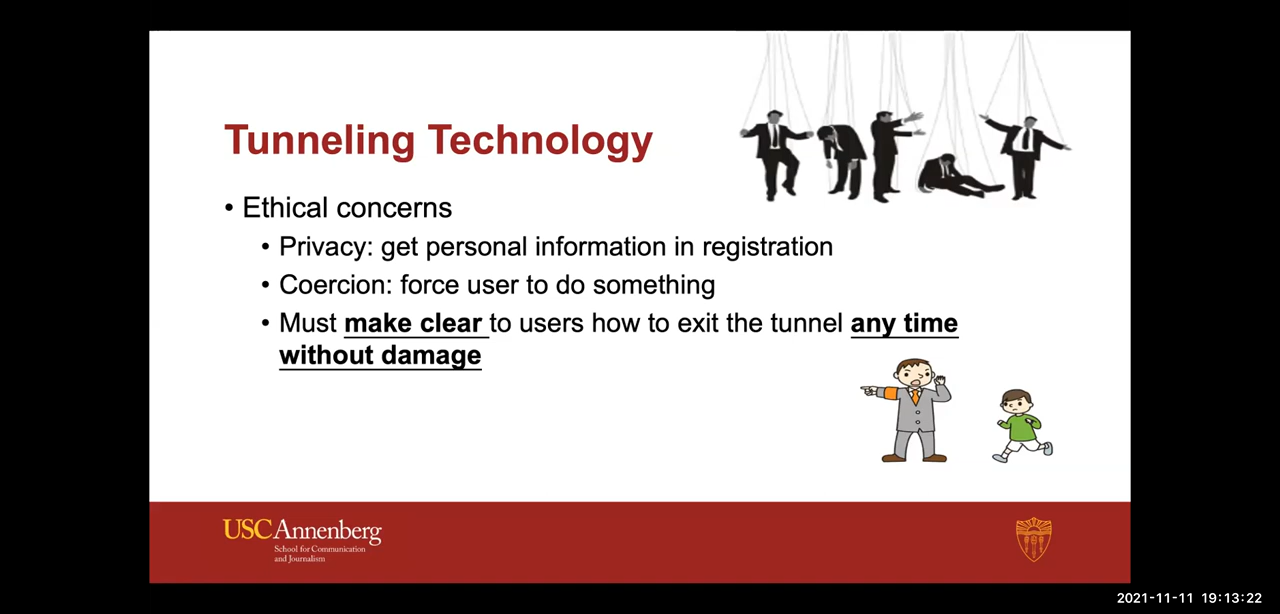 Tunneling Technology
• Ethical concerns
• Privacy: get personal information in registration
• Coercion: force user to do something
• Must make clear to users how to exit the tunnel any time
without damage
USC Annenberg
School for Communication
and Journalism
2021-11-11 19:13:22